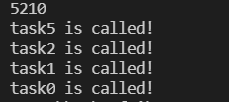 5210
task5 is called!
task2 is called!
task1 is called!
task0 is called!